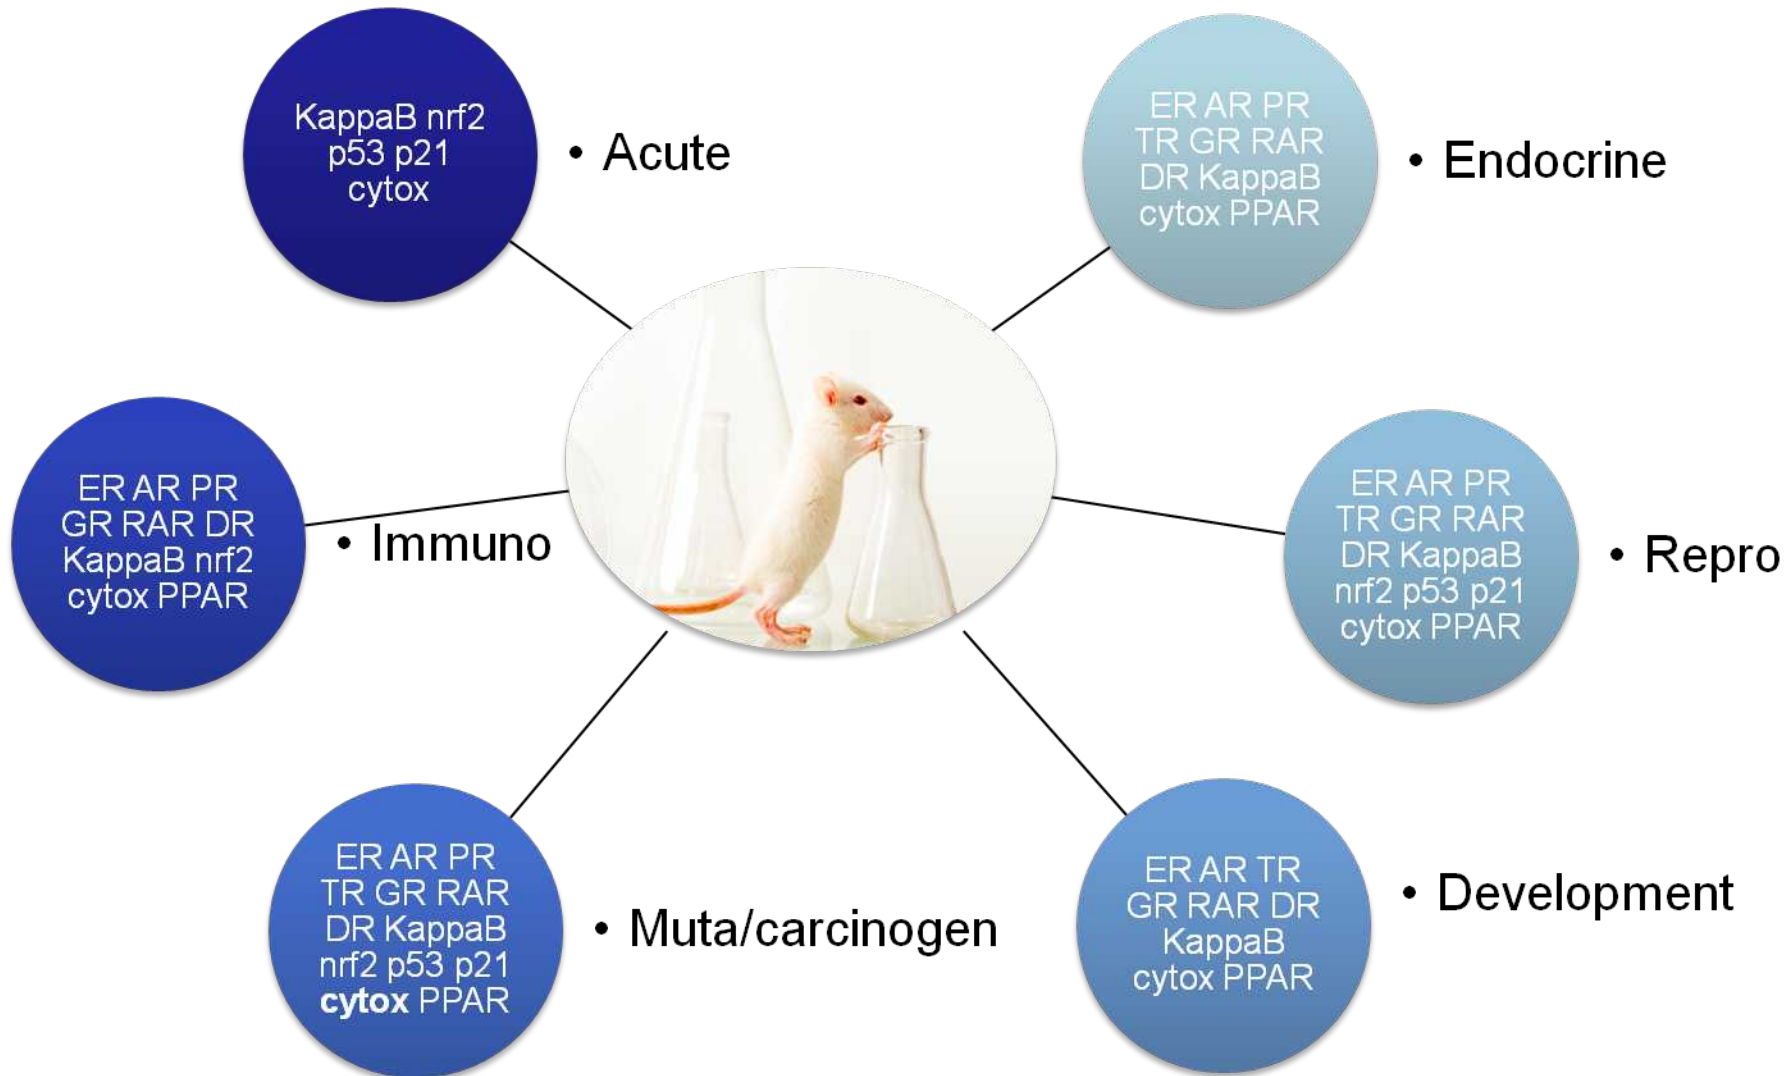 KappaB nrf2
p53 p21
cytox
• Acute
ER AR PR
TR GR RAR
DR KappaB
cytox PPAR
• Endocrine
ER AR PR
GR RAR DR
KappaB nrf2
cytox PPAR
• Immuno
ER AR PR
TR GR RAR
DR KappaB
nrf2 p53 p21
cytox PPAR
• Repro
ER AR PR
TR GR RAR
DR KappaB
nrf2 p53 p21
cytox PPAR
• Muta/carcinogen
ER AR TR
GR RAR DR
KappaB
cytox PPAR
• Development